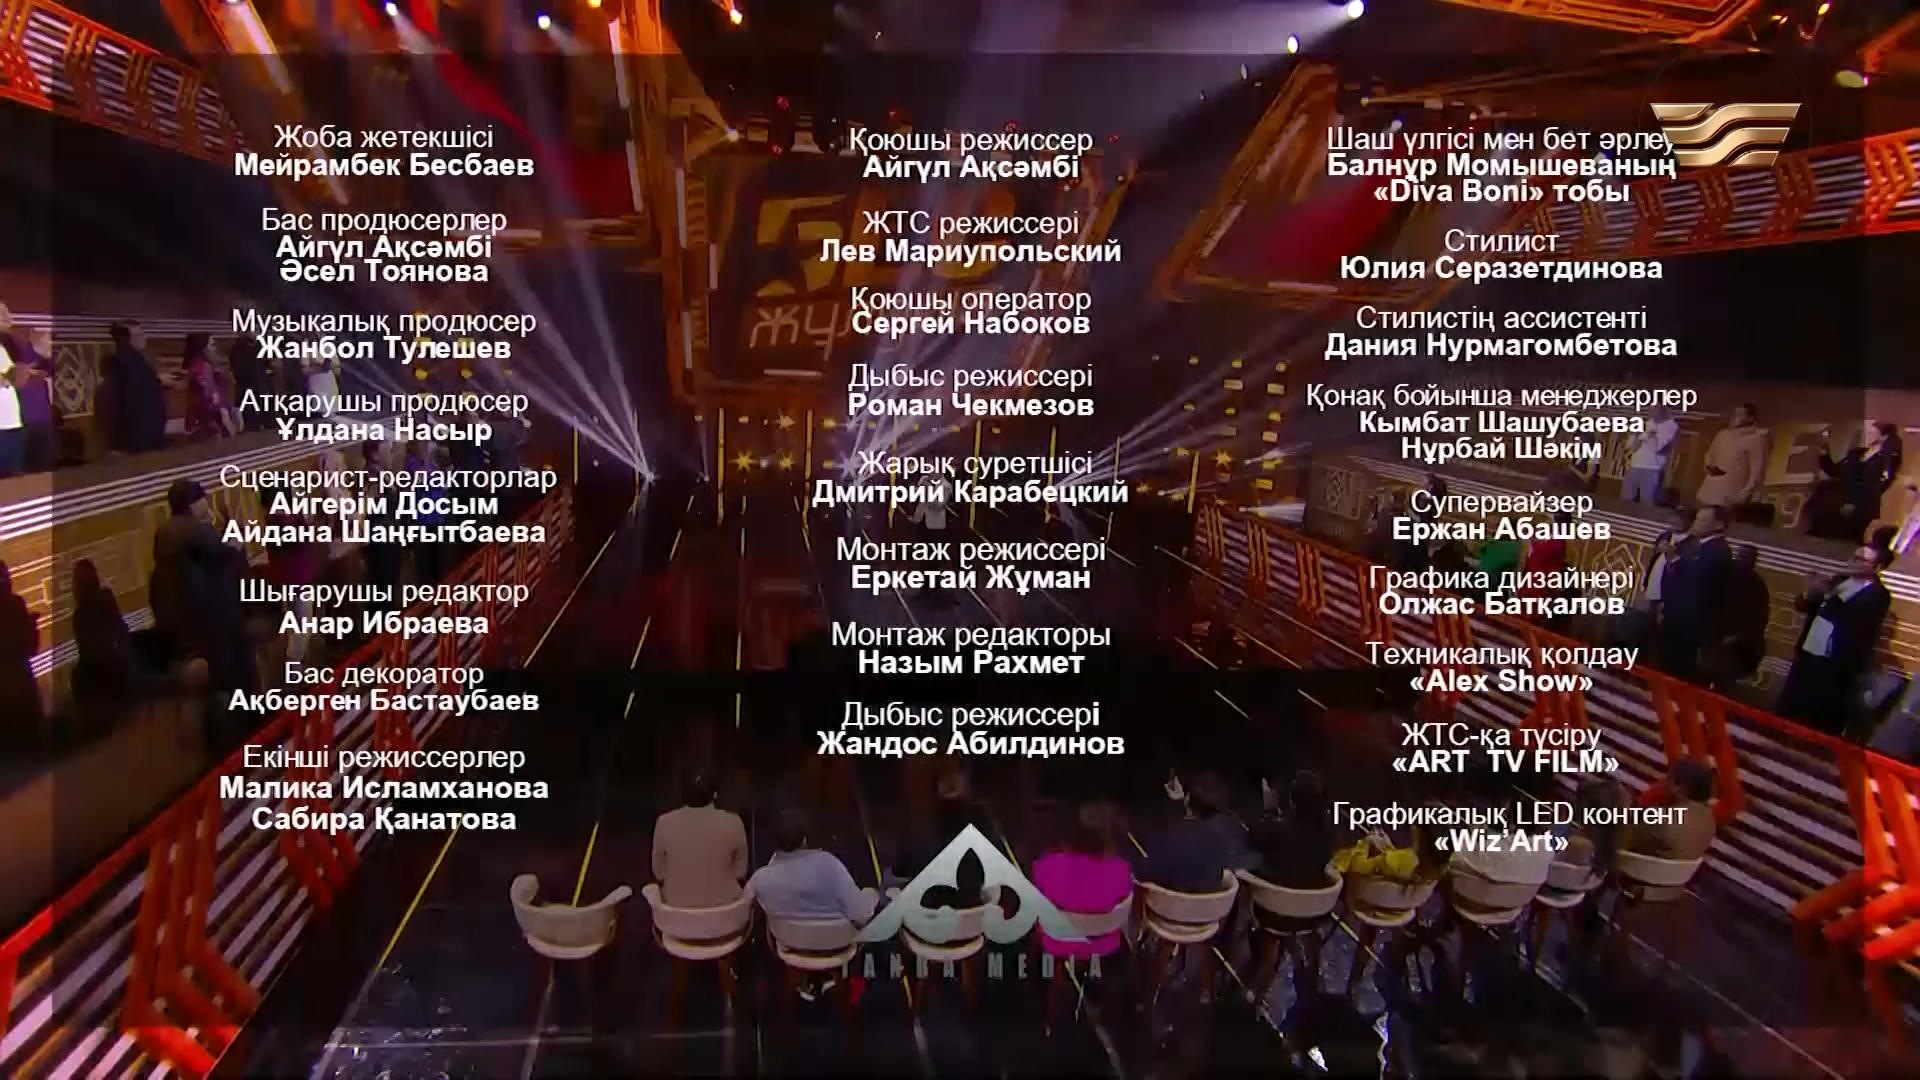 Жоба жетекшісі
Мейрамбек Бесбаев
Бас продюсерлер
Айгүл Ақсәмбі
Әсел Тоянова
Музыкалық продюсер
Жанбол Тулешев
Атқарушы продюсер
Ұлдана Насыр
Сценарист-редакторлар
Айгерім Досым
Айдана Шаңғытбаева
Шығарушы редактор
Анар Ибраева
Бас декоратор
Ақберген Бастаубаев
Екінші режиссерлер
Малика Исламханова
Сабира Қанатова
Қоюшы режиссер
Айгүл Ақсәмбі
ЖТС режиссері
Лев Мариупольский
Қоюшы оператор
Сергей Набоков
Дыбыс режиссері
Роман Чекмезов
Жарық суретшісі
Дмитрий Карабецкий
Монтаж режиссері
Еркетай Жұман
Монтаж редакторы
Назым Рахмет
Дыбыс режиссері
Жандос Абилдинов
TANBA MEDIA
Шаш үлгісі мен бет әрлеу
Балнұр Момышеваның
«Diva Boni» тобы
Стилист
Юлия Серазетдинова
Стилистің ассистенті
Дания Нурмагомбетова
Қонақ бойынша менеджерлер
Кымбат Шашубаева
Нұрбай Шәкім
Супервайзер
Ержан Абашев
Графика дизайнері
Олжас Батқалов
Техникалық қолдау
«Alex Show»
ЖТС-қа түсіру
«ART TV FILM»
Графикалық LED контент
«Wiz’Art»